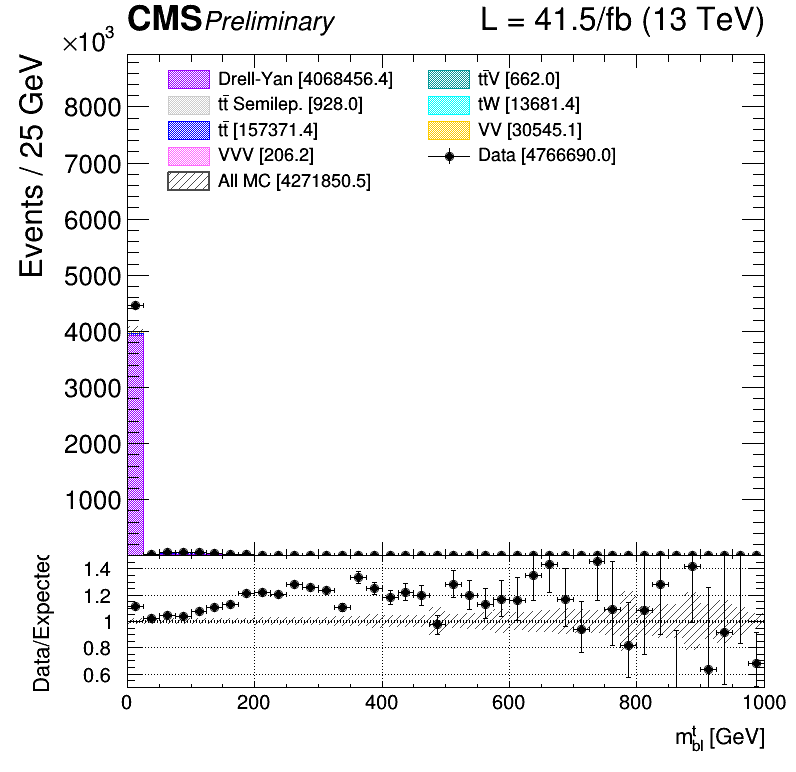 CMS Preliminary L = 41.5/fb (13 TeV)
×10³
Events / 25 GeV
Drell-Yan [4068456.4]
tt̄ Semilep. [928.0]
tt̄ [157371.4]
VVV [206.2]
All MC [4271850.5]
tt̄V [662.0]
tW [13681.4]
VV [30545.1]
Data [4766690.0]
8000
7000
6000
5000
4000
3000
2000
1000
Data/Expected
1.4
1.2
1
0.8
0.6
0 200 400 600 800 1000
m^t_bl [GeV]